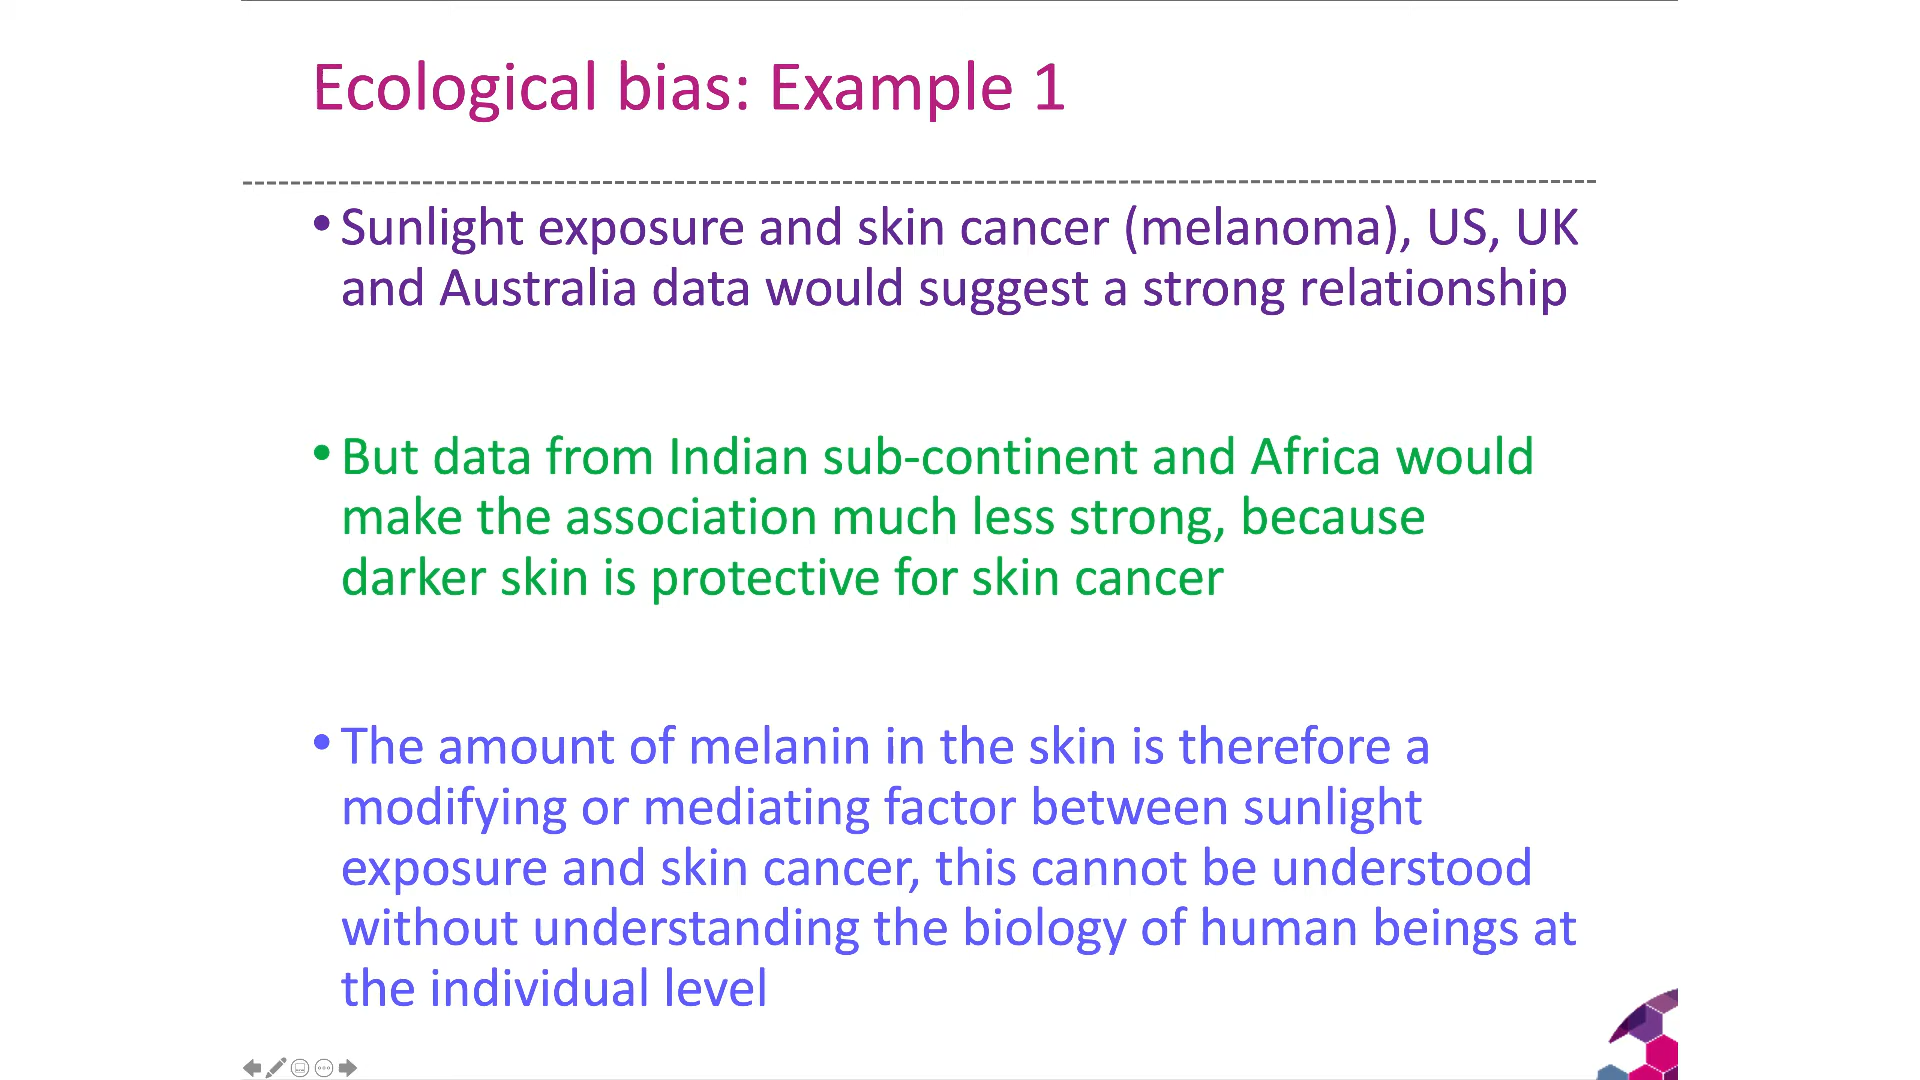 Ecological bias: Example 1
• Sunlight exposure and skin cancer (melanoma), US, UK
and Australia data would suggest a strong relationship
• But data from Indian sub-continent and Africa would
make the association much less strong, because
darker skin is protective for skin cancer
• The amount of melanin in the skin is therefore a
modifying or mediating factor between sunlight
exposure and skin cancer, this cannot be understood
without understanding the biology of human beings at
the individual level